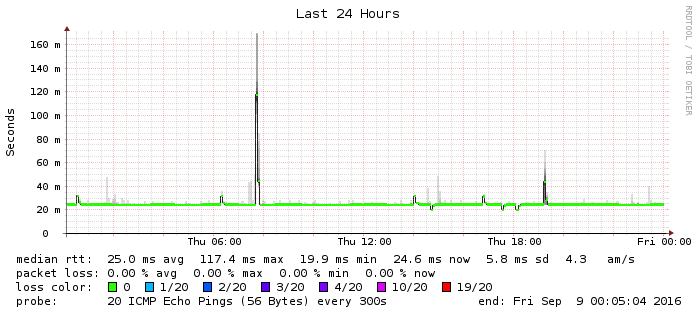 Last 24 Hours
RRDTOOL / TOBI OETIKER
Seconds
160 m
140 m
120 m
100 m
80 m
60 m
40 m
20 m
0
Thu 06:00 Thu 12:00 Thu 18:00 Fri 00:00
median rtt: 25.0 ms avg 117.4 ms max 19.9 ms min 24.6 ms now 5.8 ms sd 4.3 am/s
packet loss: 0.00 % avg 0.00 % max 0.00 % min 0.00 % now
loss color: 0 1/20 2/20 3/20 4/20 10/20 19/20
probe: 20 ICMP Echo Pings (56 Bytes) every 300s end: Fri Sep 9 00:05:04 2016